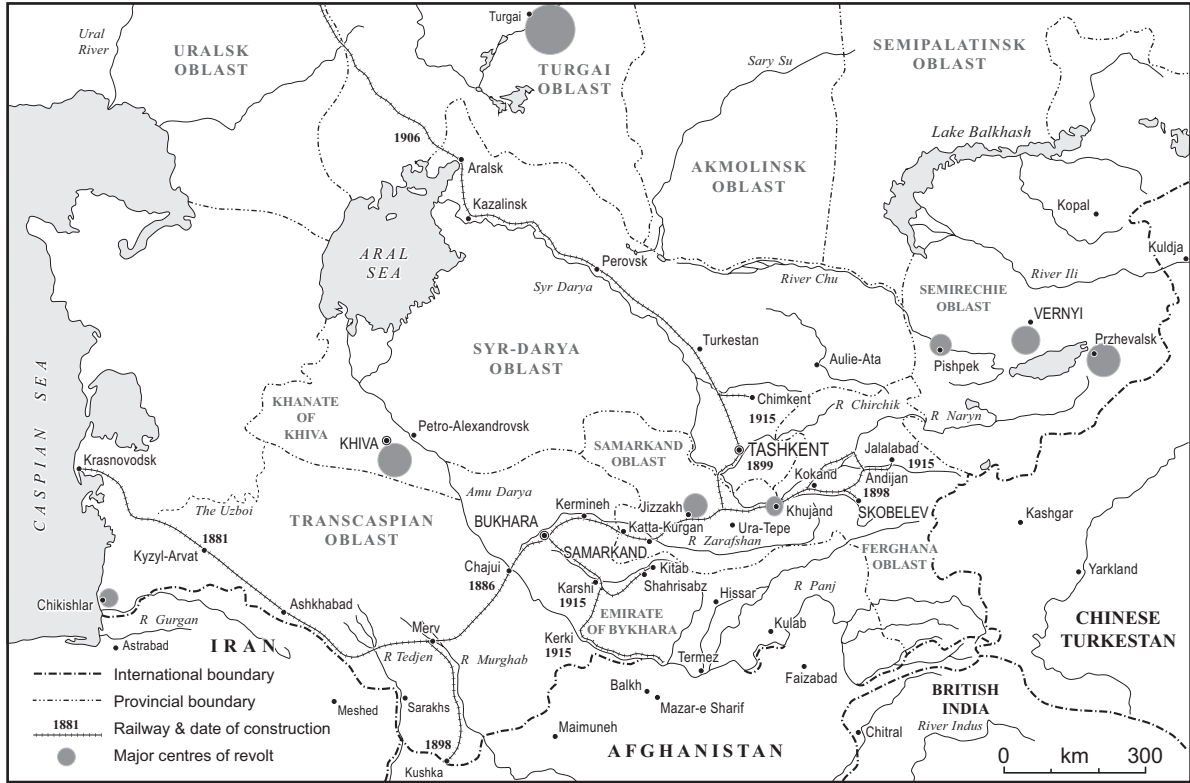 Turgai
Ural
River
URALSK
OBLAST
TURGAI
OBLAST
SEMIPALATINSK
OBLAST
Sary Su
Lake Balkhash
1906
Aralsk
AKMOLINSK
OBLAST
Kazalinsk
Kopal
Kuldja
ARAL
SEA
Perovsk
Syr Darya
River Chu
River Ili
SEMIRECHIE
OBLAST
VERNYI
Przhevalsk
Pishpek
SYR-DARYA
OBLAST
Turkestan
Aulie-Ata
CASPIAN SEA
KHANATE
OF
KHIVA
Chimkent
1915
R Chirchik
R Naryn
KHIVA
Petro-Alexandrovsk
SAMARKAND
OBLAST
TASHKENT
1899
Jalalabad
1915
Kokand
Andijan
1898
Krasnovodsk
The Uzboi
Amu Darya
Kermineh
Jizzakh
Khujand
SKOBELEV
TRANSCASPIAN
OBLAST
BUKHARA
Katta-Kurgan
Ura-Tepe
R Zarafshan
Kashgar
1881
Kyzyl-Arvat
SAMARKAND
FERGHANA
OBLAST
Chajui
1886
Kitab
Shahrisabz
Karshi
1915
Hissar
R Panj
Yarkland
Chikishlar
R Gurgan
Ashkhabad
EMIRATE
OF BYKHARA
Kulab
CHINESE
TURKESTAN
Astrabad
IRAN
Merv
R Tedjen
R Murghab
Kerki
1915
Termez
Faizabad
International boundary
Balkh
Mazar-e Sharif
BRITISH
INDIA
River Indus
Provincial boundary
Meshed
Sarakhs
1881
Railway & date of construction
Maimuneh
AFGHANISTAN
Chitral
Major centres of revolt
1898
Kushka
0 km 300